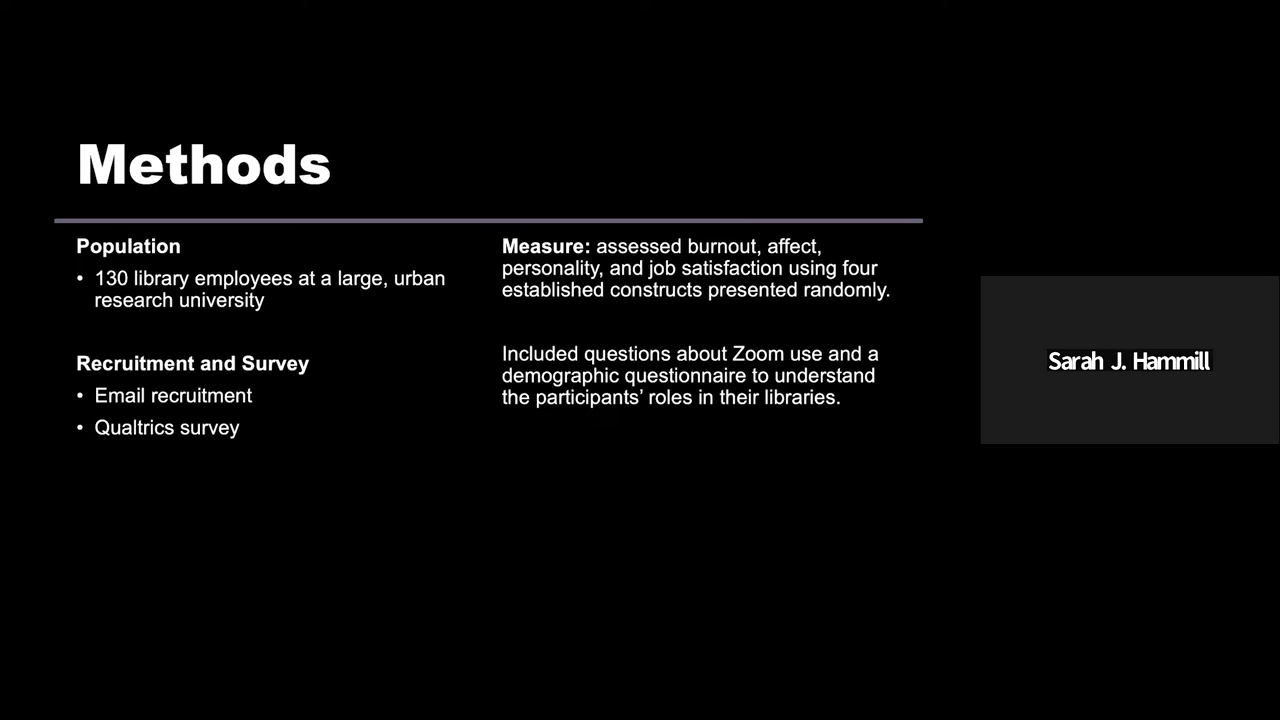 Methods
Population
• 130 library employees at a large, urban
research university
Recruitment and Survey
• Email recruitment
• Qualtrics survey
Measure: assessed burnout, affect,
personality, and job satisfaction using four
established constructs presented randomly.
Included questions about Zoom use and a
demographic questionnaire to understand
the participants’ roles in their libraries.
Sarah J. Hammill